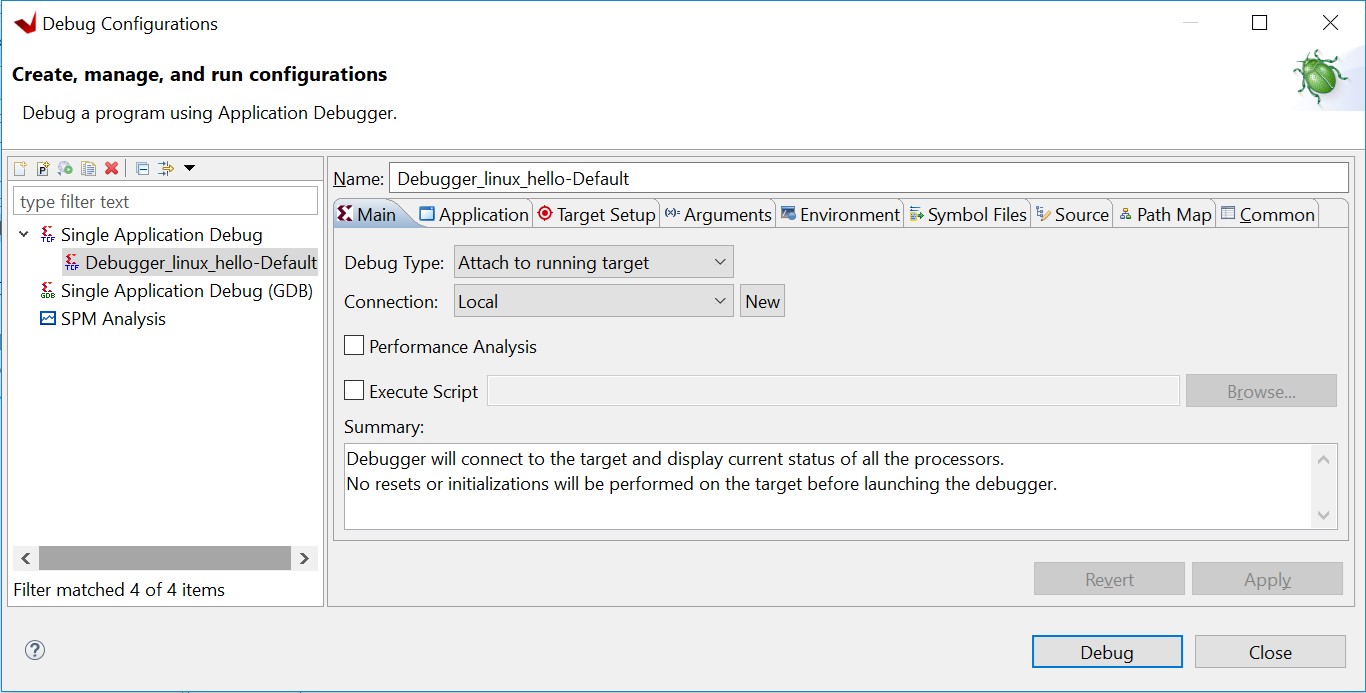 Debug Configurations
Create, manage, and run configurations
Debug a program using Application Debugger.
type filter text
Single Application Debug
Debugger_linux_hello-Default
Single Application Debug (GDB)
SPM Analysis
Filter matched 4 of 4 items
Name: Debugger_linux_hello-Default
Main Application Target Setup Arguments Environment Symbol Files Source Path Map Common
Debug Type: Attach to running target
Connection: Local New
Performance Analysis
Execute Script Browse...
Summary:
Debugger will connect to the target and display current status of all the processors.
No resets or initializations will be performed on the target before launching the debugger.
Revert Apply
Debug Close